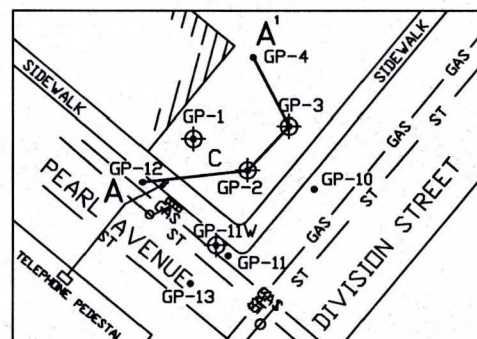 A'
GP-4
SIDEWALK
SIDEWALK
GAS
ST
GP-3
GP-1
GAS
ST
GP-12
C
GP-2
GP-10
A
GAS
ST
PEARL AVENUE
ST
GP-11W
GP-11
GAS
ST
DIVISION STREET
GP-13
GAS
TELEPHONE PEDESTAL